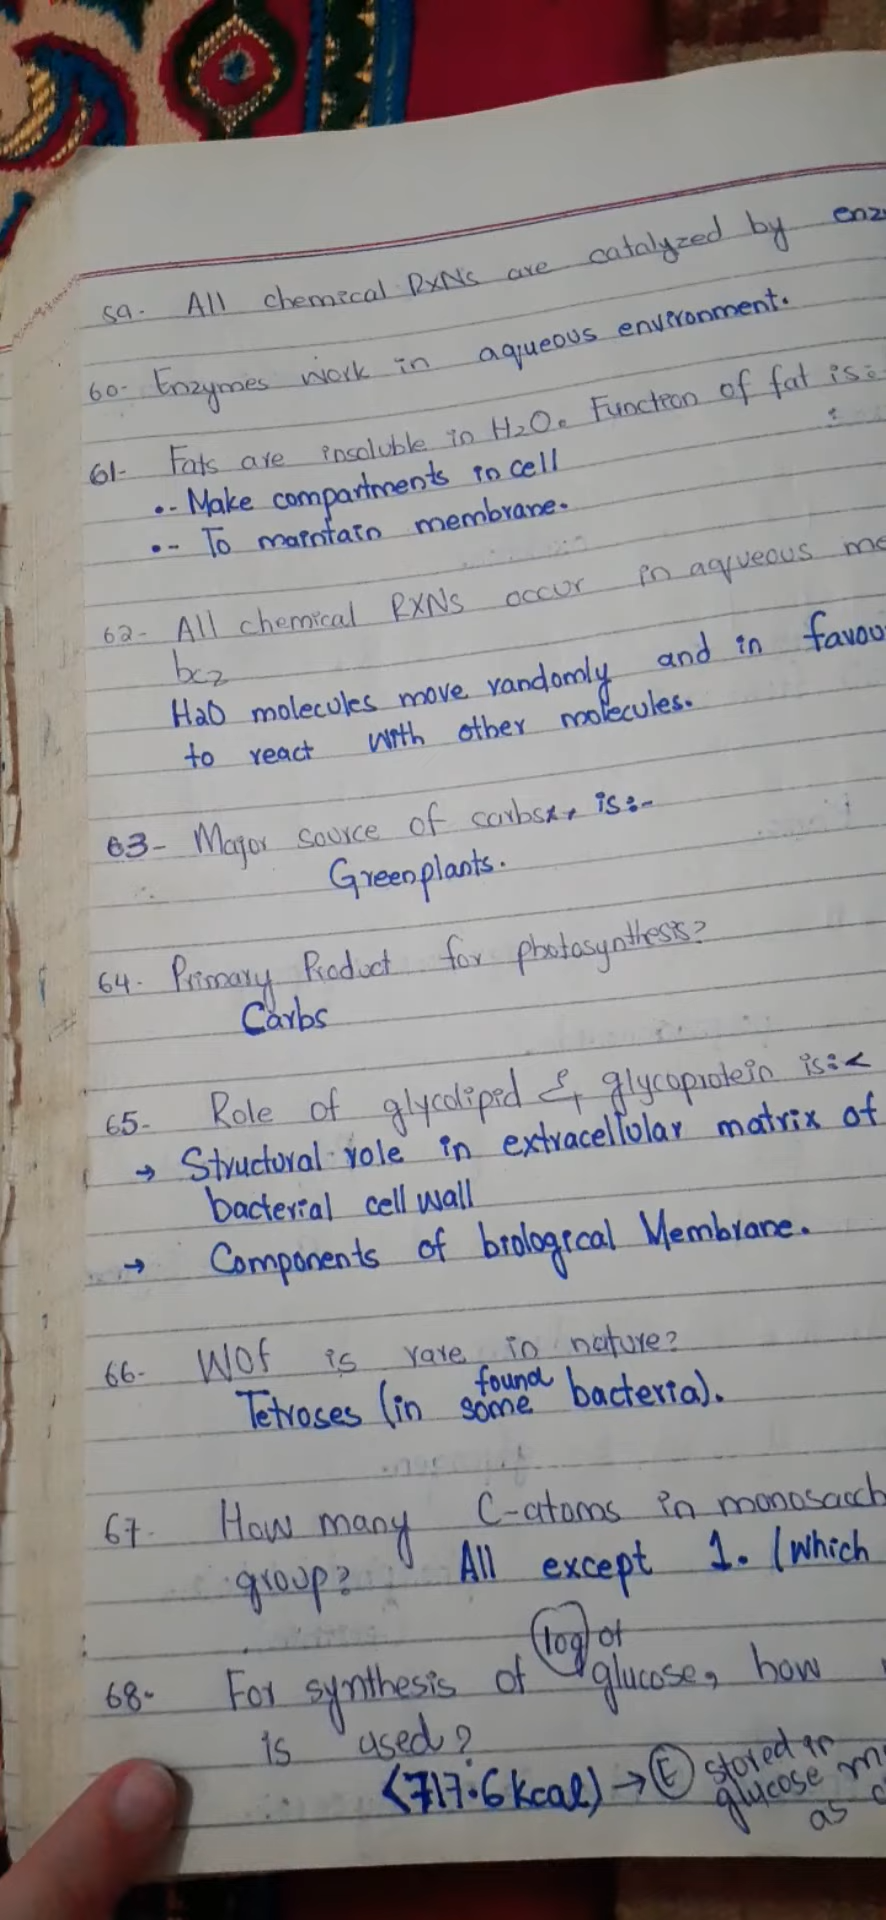 59- All chemical RxNs are catalyzed by enz
60- Enzymes work in aqueous environment.
61- Fats are insoluble in H2O. Function of fat is:
•- Make compartments in cell
•- To maintain membrane.
62- All chemical RXNs occur in aqueous me
bcz
H2O molecules move randomly and in favou
to react with other molecules.
63- Major source of carbs is:-
Green plants.
64- Primary Product for photosynthesis?
Carbs
65- Role of glycolipid & glycoprotein is:<
→ Structural role in extracellular matrix of
bacterial cell wall
→ Components of biological Membrane.
66- WOf is rare in nature?
Tetroses (in found some bacteria).
67- How many C-atoms in monosacch
group? All except 1. (which
68- For synthesis of 10g of glucose, how
is used?
(717.6 kcal) → E stored in
glucose m
as